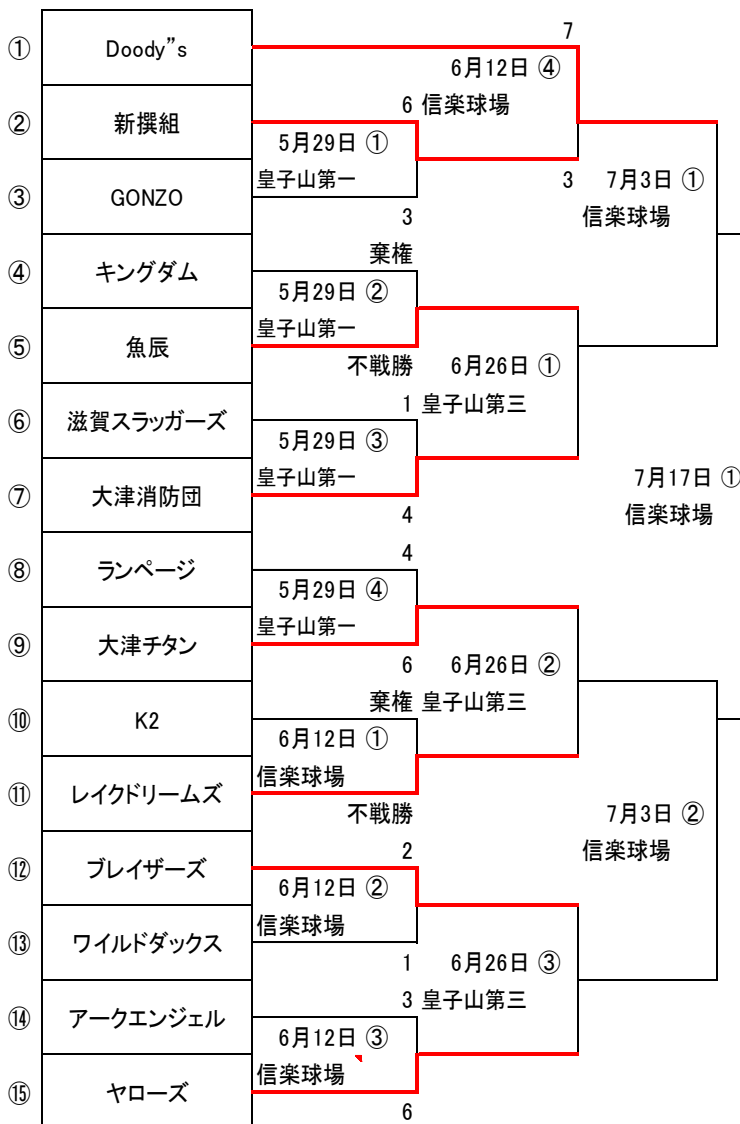 7
① Doody”s
6月12日 ④
6 信楽球場
② 新撰組
5月29日 ①
皇子山第一
3 7月3日 ①
③ GONZO
3 信楽球場
棄権
④ キングダム
5月29日 ②
皇子山第一
⑤ 魚辰
不戦勝 6月26日 ①
1 皇子山第三
⑥ 滋賀スラッガーズ
5月29日 ③
皇子山第一
7月17日 ①
⑦ 大津消防団
4 信楽球場
4
⑧ ランページ
5月29日 ④
皇子山第一
⑨ 大津チタン
6 6月26日 ②
棄権 皇子山第三
⑩ K2
6月12日 ①
信楽球場
⑪ レイクドリームズ
不戦勝 7月3日 ②
2 信楽球場
⑫ ブレイザーズ
6月12日 ②
信楽球場
⑬ ワイルドダックス
1 6月26日 ③
3 皇子山第三
⑭ アークエンジェル
6月12日 ③
信楽球場
⑮ ヤローズ
6